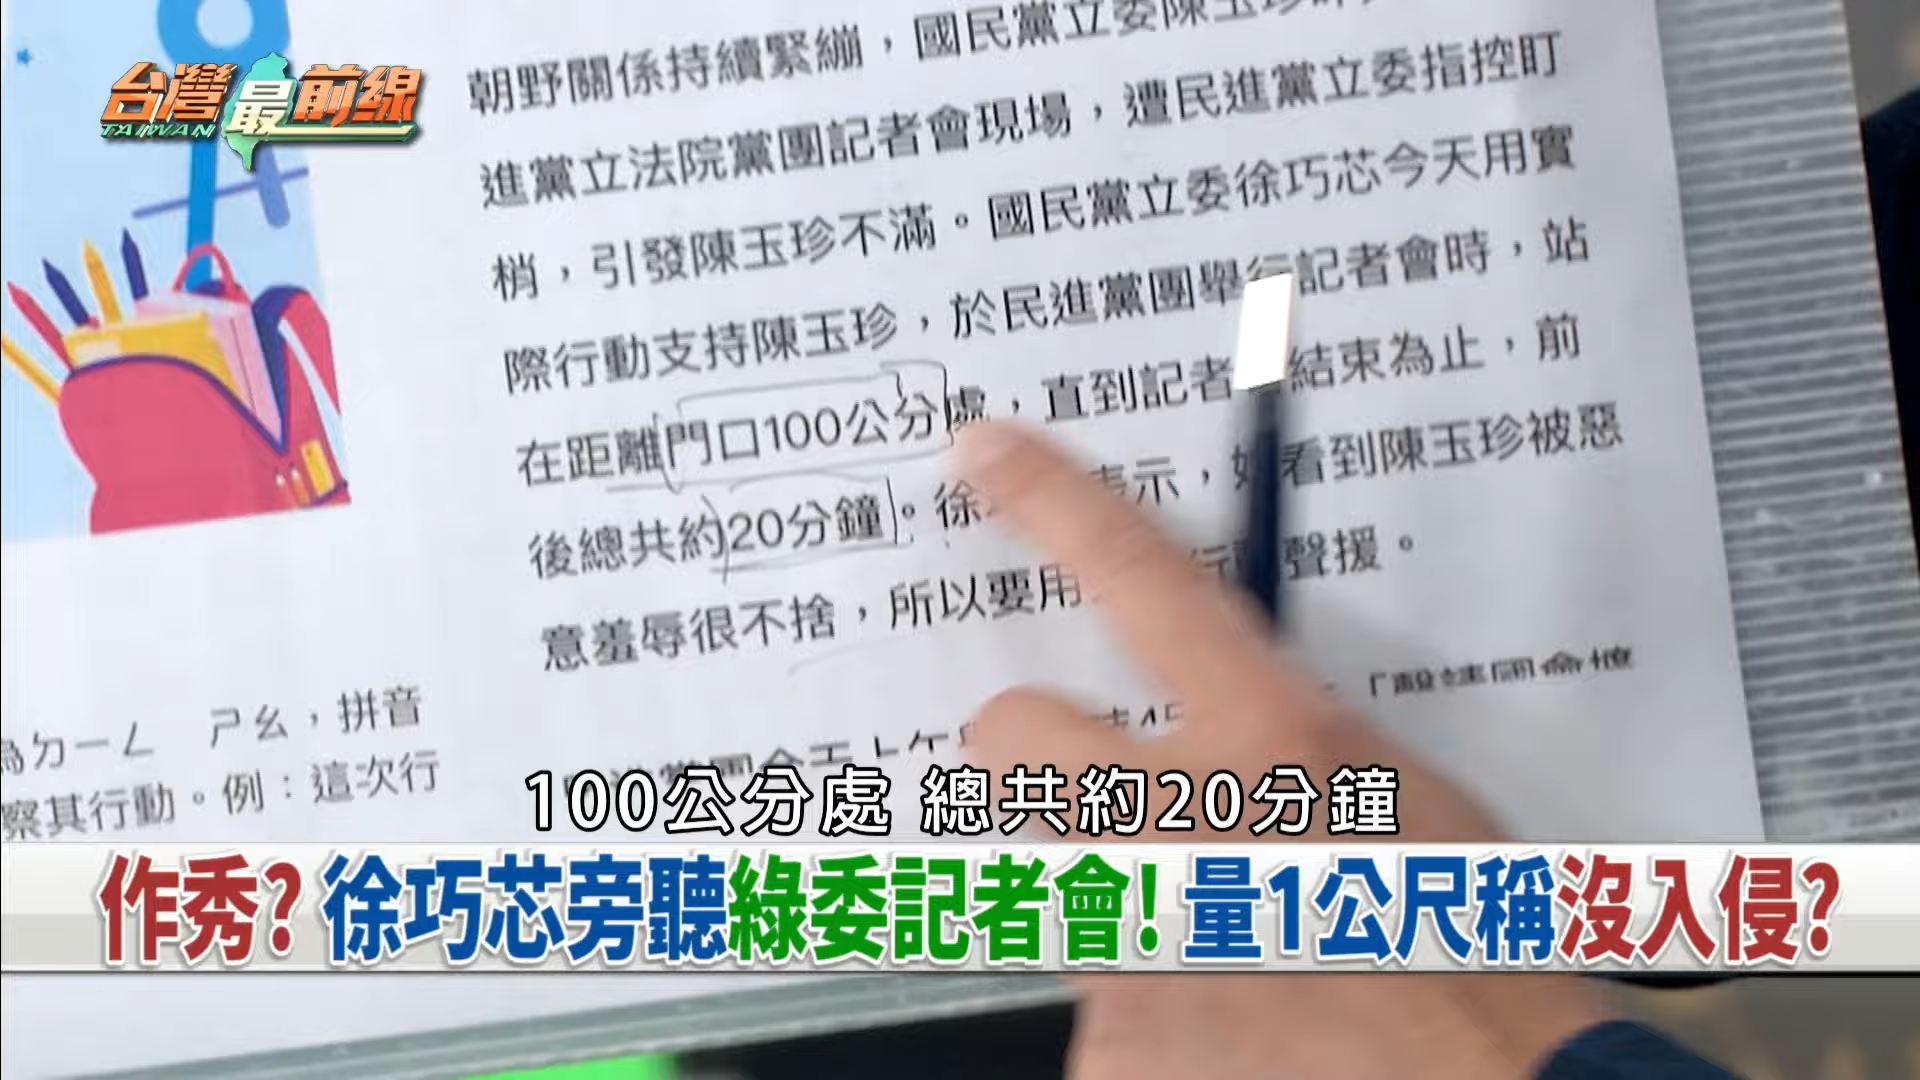 台灣最前線
TAIWAN
朝野關係持續緊繃，國民黨立委陳玉珍昨
進黨立法院黨團記者會現場，遭民進黨立委指控盯
梢，引發陳玉珍不滿。國民黨立委徐巧芯今天用實
際行動支持陳玉珍，於民進黨團舉行記者會時，站
在距離門口100公分處，直到記者 結束為止，前
後總共約20分鐘。徐 表示，她看到陳玉珍被惡
意羞辱很不捨，所以要用 行 聲援。
為ㄅㄧㄥ ㄕㄠ，拼音
察其行動。例：這次行
100公分處 總共約20分鐘
作秀?徐巧芯旁聽綠委記者會!量1公尺稱沒入侵?